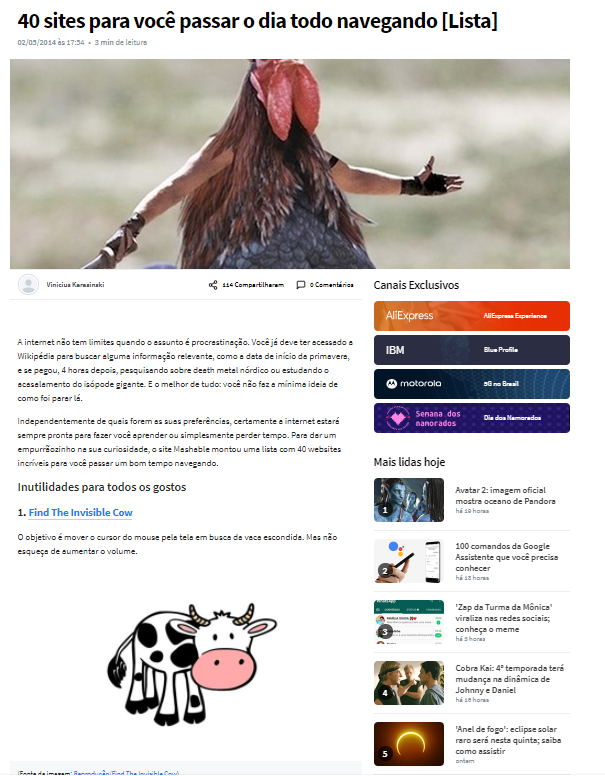 40 sites para você passar o dia todo navegando [Lista]
02/05/2014 às 17:54 • 3 min de leitura
Vinicius Karasinski
114 Compartilharam
0 Comentários
A internet não tem limites quando o assunto é procrastinação. Você já deve ter acessado a
Wikipédia para buscar alguma informação relevante, como a data de início da primavera,
e se pegou, 4 horas depois, pesquisando sobre death metal nórdico ou estudando o
acasalamento do isópode gigante. E o melhor de tudo: você não faz a mínima ideia de
como foi parar lá.
Independentemente de quais forem as suas preferências, certamente a internet estará
sempre pronta para fazer você aprender ou simplesmente perder tempo. Para dar um
empurrãozinho na sua curiosidade, o site Mashable montou uma lista com 40 websites
incríveis para você passar um bom tempo navegando.
Inutilidades para todos os gostos
1. Find The Invisible Cow
O objetivo é mover o cursor do mouse pela tela em busca da vaca escondida. Mas não
esqueça de aumentar o volume.
(Fonte da imagem: Reprodução/Find The Invisible Cow)
Canais Exclusivos
AliExpress
AliExpress Experience
IBM
Blue Profile
motorola
5G no Brasil
Semana dos
namorados
Dia dos Namorados
Mais lidas hoje
1
Avatar 2: imagem oficial
mostra oceano de Pandora
há 19 horas
2
100 comandos da Google
Assistente que você precisa
conhecer
há 18 horas
3
'Zap da Turma da Mônica'
viraliza nas redes sociais;
conheça o meme
há 5 horas
4
Cobra Kai: 4ª temporada terá
mudança na dinâmica de
Johnny e Daniel
há 16 horas
5
'Anel de fogo': eclipse solar
raro será nesta quinta; saiba
como assistir
ontem